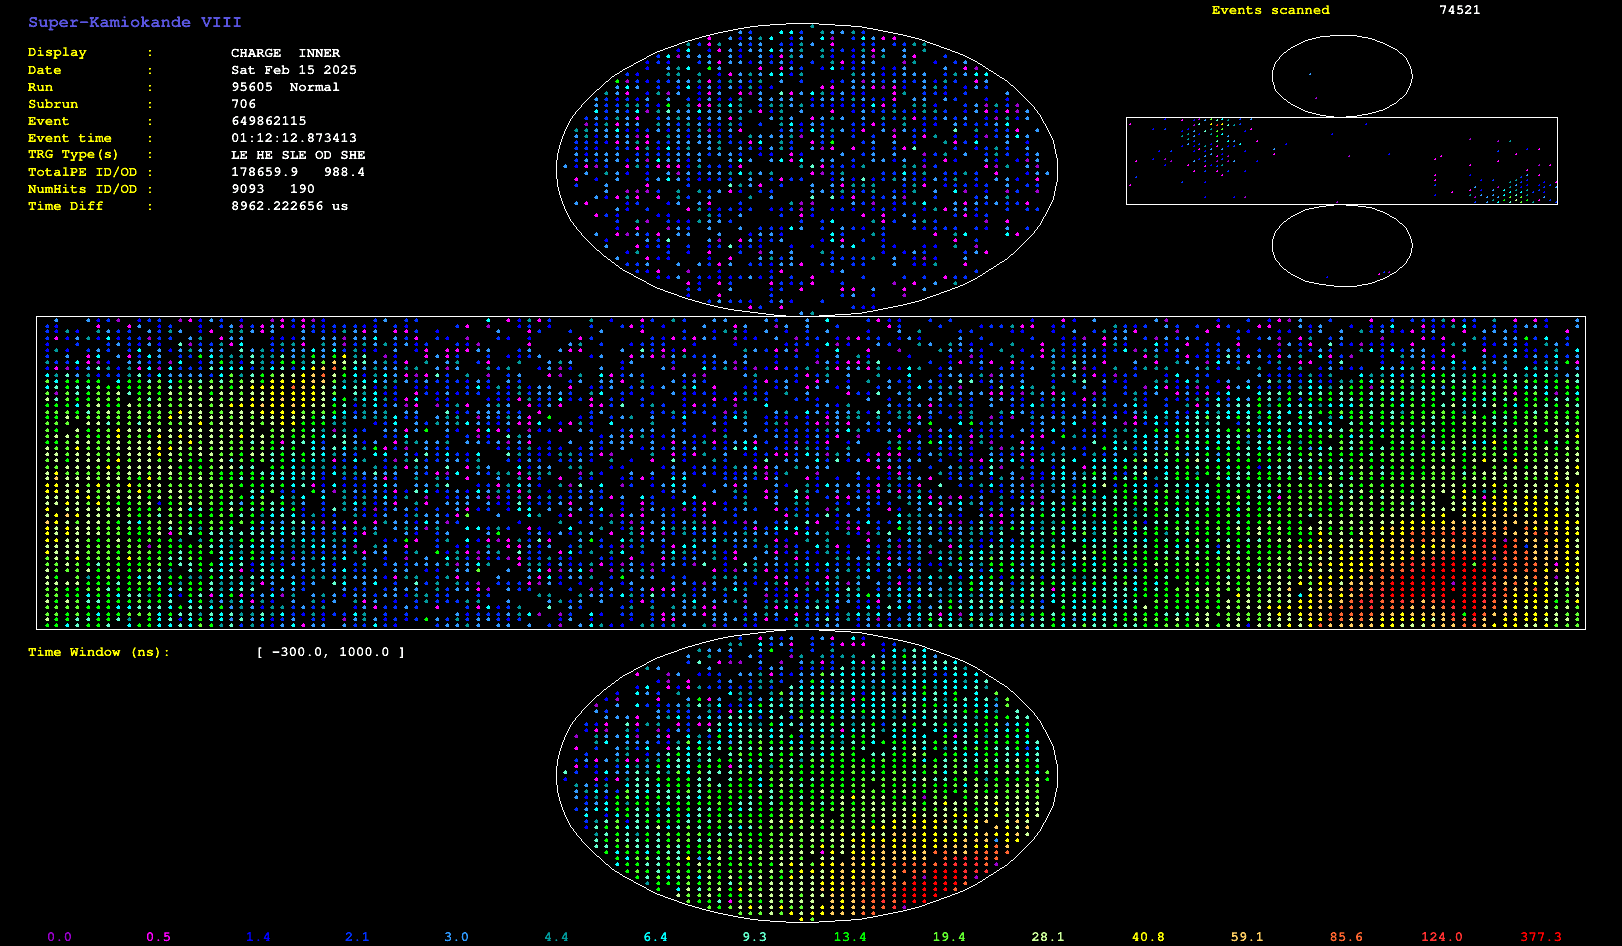 Super-Kamiokande VIII
Events scanned 74521
Display : CHARGE INNER
Date : Sat Feb 15 2025
Run : 95605 Normal
Subrun : 706
Event : 649862115
Event time : 01:12:12.873413
TRG Type(s) : LE HE SLE OD SHE
TotalPE ID/OD : 178659.9 988.4
NumHits ID/OD : 9093 190
Time Diff : 8962.222656 us
Time Window (ns): [ -300.0, 1000.0 ]
0.0 0.5 1.4 2.1 3.0 4.4 6.4 9.3 13.4 19.4 28.1 40.8 59.1 85.6 124.0 377.3